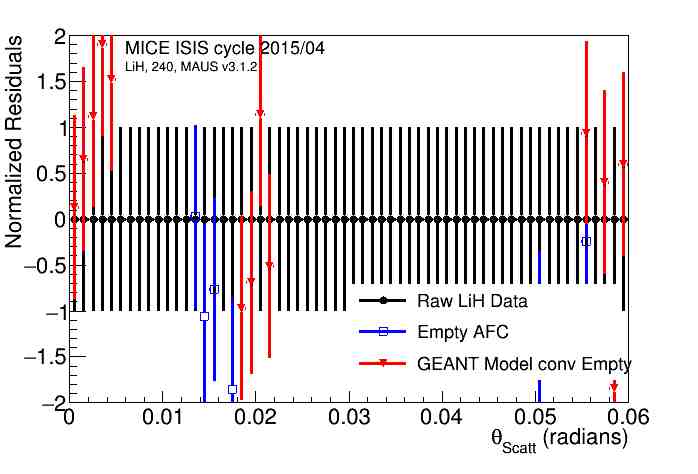 Normalized Residuals
MICE ISIS cycle 2015/04
LiH, 240, MAUS v3.1.2
2
1.5
1
0.5
0
−0.5
−1
−1.5
−2
Raw LiH Data
Empty AFC
GEANT Model conv Empty
0 0.01 0.02 0.03 0.04 0.05 0.06
θ_Scatt (radians)